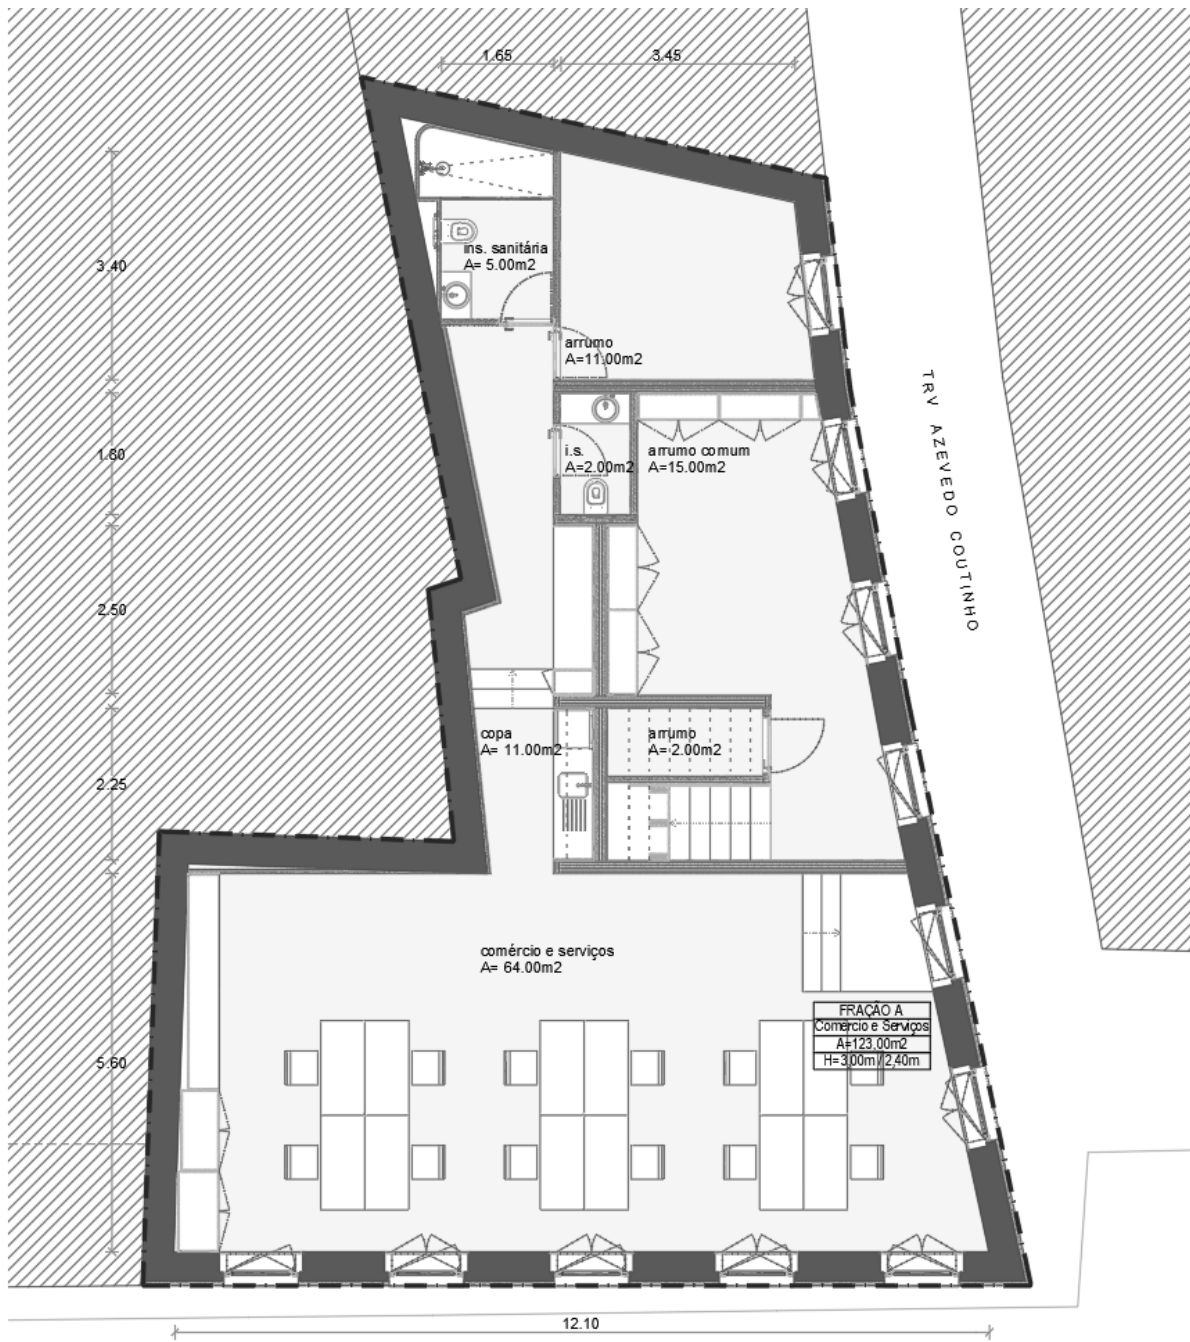 1.65
3.45
3.40
ins. sanitária
A= 5.00m2
arrumo
A=11.00m2
TRV AZEVEDO COUTINHO
1.80
i.s.
A=2.00m2
arrumo comum
A=15.00m2
2.50
copa
A= 11.00m2
arrumo
A= 2.00m2
2.25
comércio e serviços
A= 64.00m2
FRAÇÃO A
Comércio e Serviços
A=123,00m2
H=3,00m / 2,40m
5.60
12.10